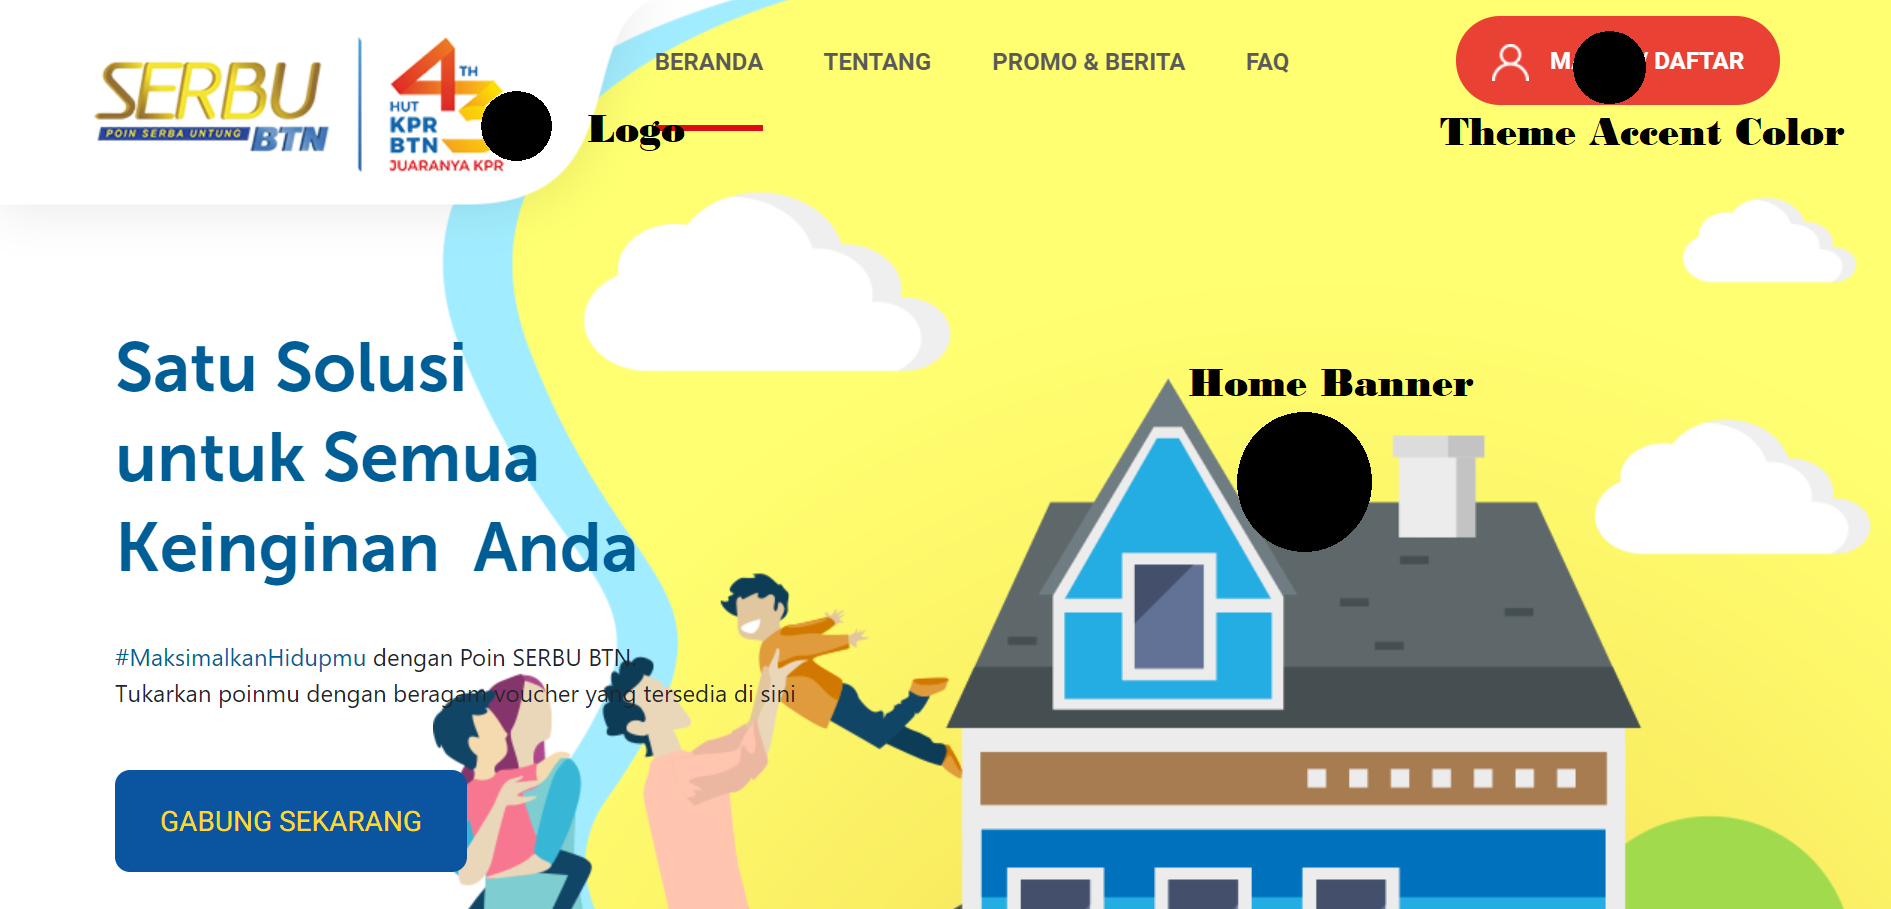 SERBU
POIN SERBA UNTUNG BTN
43 TH
HUT
KPR
BTN
JUARANYA KPR
Logo
BERANDA TENTANG PROMO & BERITA FAQ
DAFTAR
Theme Accent Color
Home Banner
Satu Solusi
untuk Semua
Keinginan Anda
#MaksimalkanHidupmu dengan Poin SERBU BTN.
Tukarkan poinmu dengan beragam voucher yang tersedia di sini
GABUNG SEKARANG